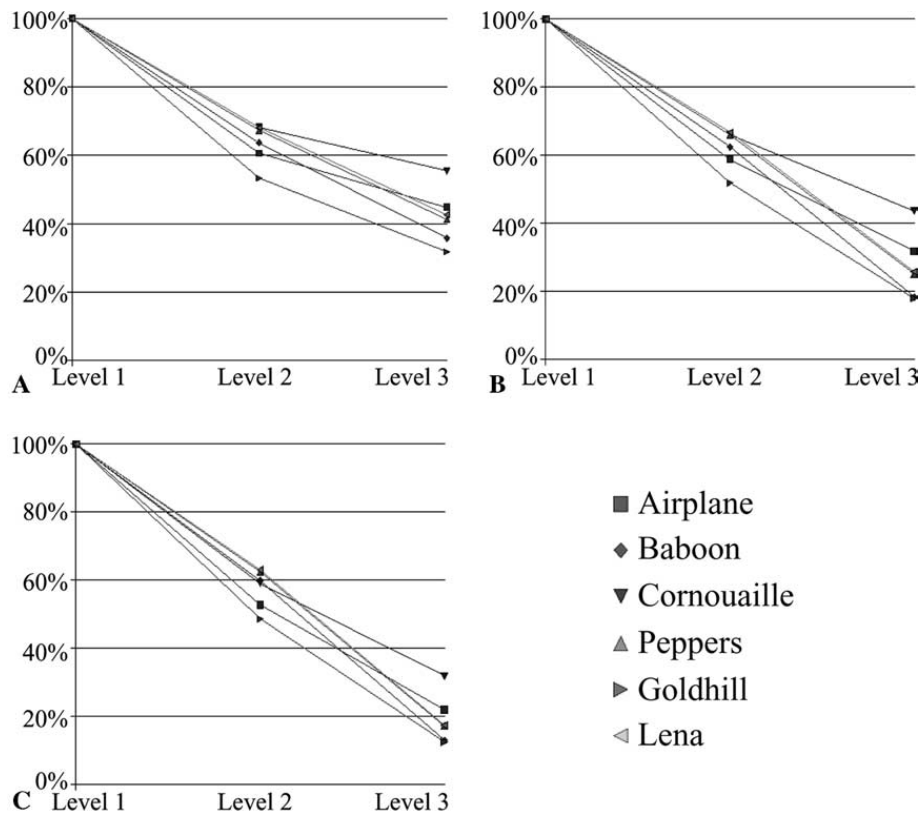 100%
80%
60%
40%
20%
0%
A
Level 1 Level 2 Level 3
100%
80%
60%
40%
20%
0%
B
Level 1 Level 2 Level 3
100%
80%
60%
40%
20%
0%
C
Level 1 Level 2 Level 3
Airplane
Baboon
Cornouaille
Peppers
Goldhill
Lena